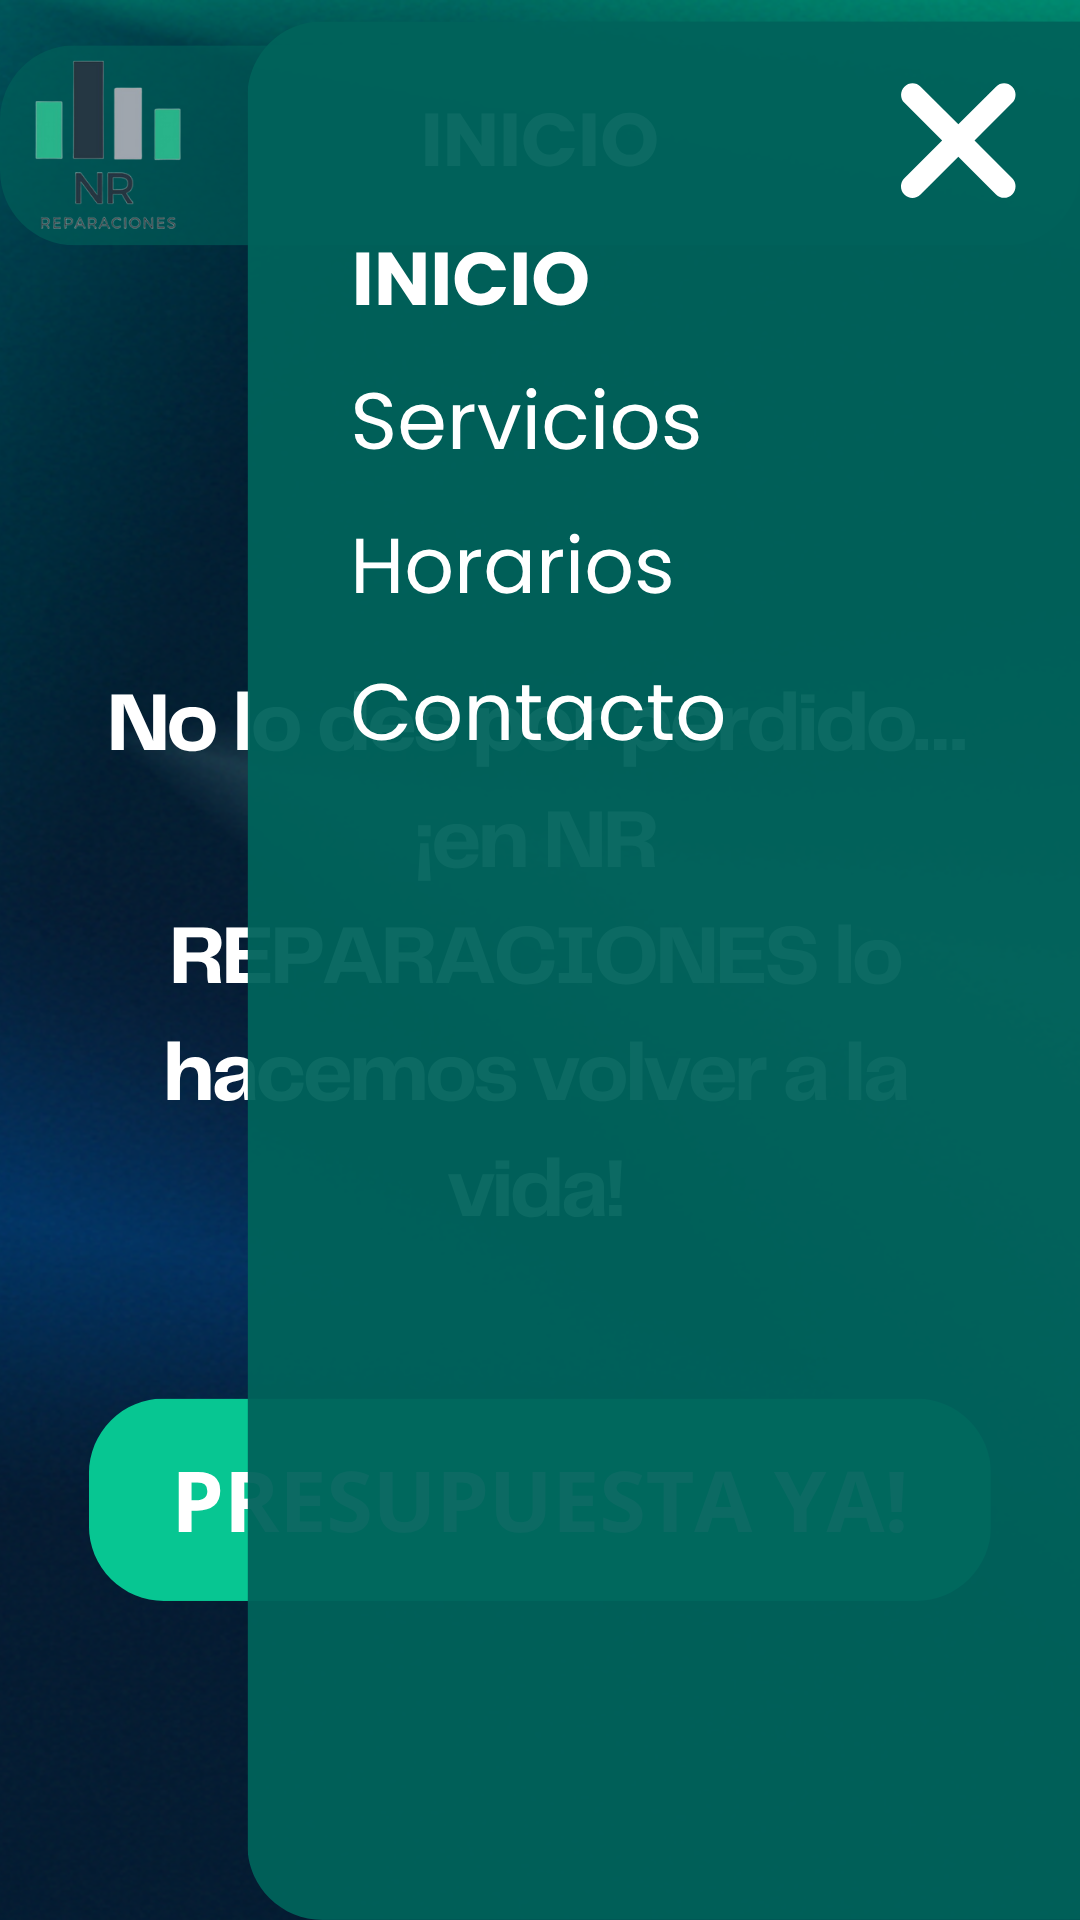 NR
REPARACIONES
INICIO
INICIO
Servicios
Horarios
Contacto
No lo des por perdido...
¡en NR
REPARACIONES lo
hacemos volver a la
vida!
PRESUPUESTA YA!